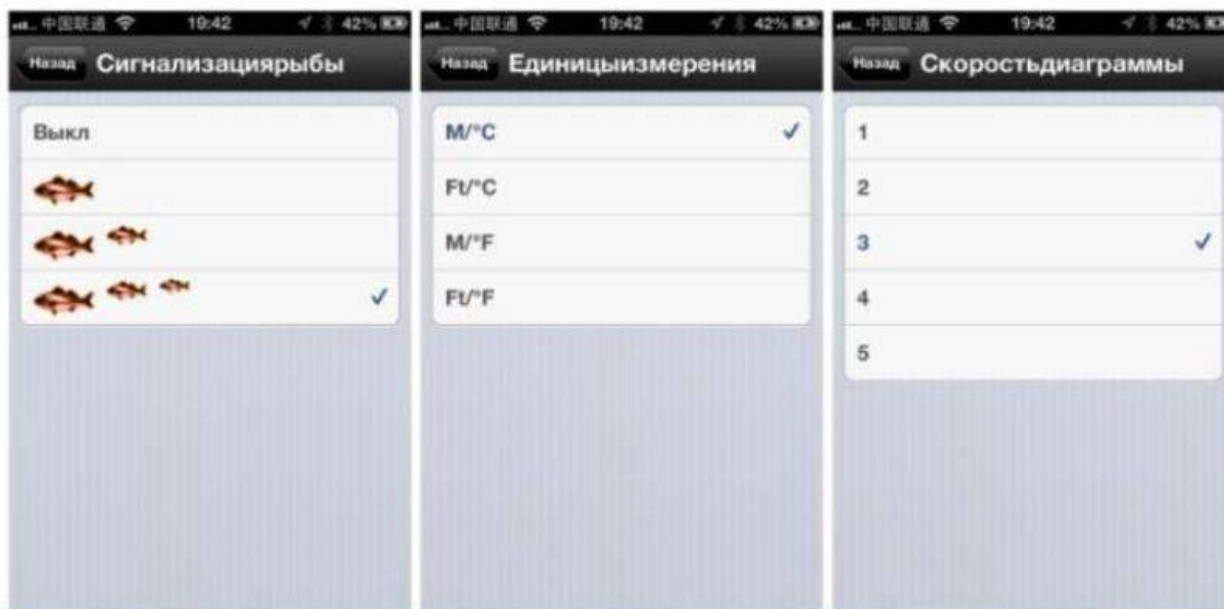 中国联通 19:42 42%
Назад Сигнализациярыбы
Выкл
中国联通 19:42 42%
Назад Единицыизмерения
M/°C
Ft/°C
M/°F
Ft/°F
中国联通 19:42 42%
Назад Скоростьдиаграммы
1
2
3
4
5